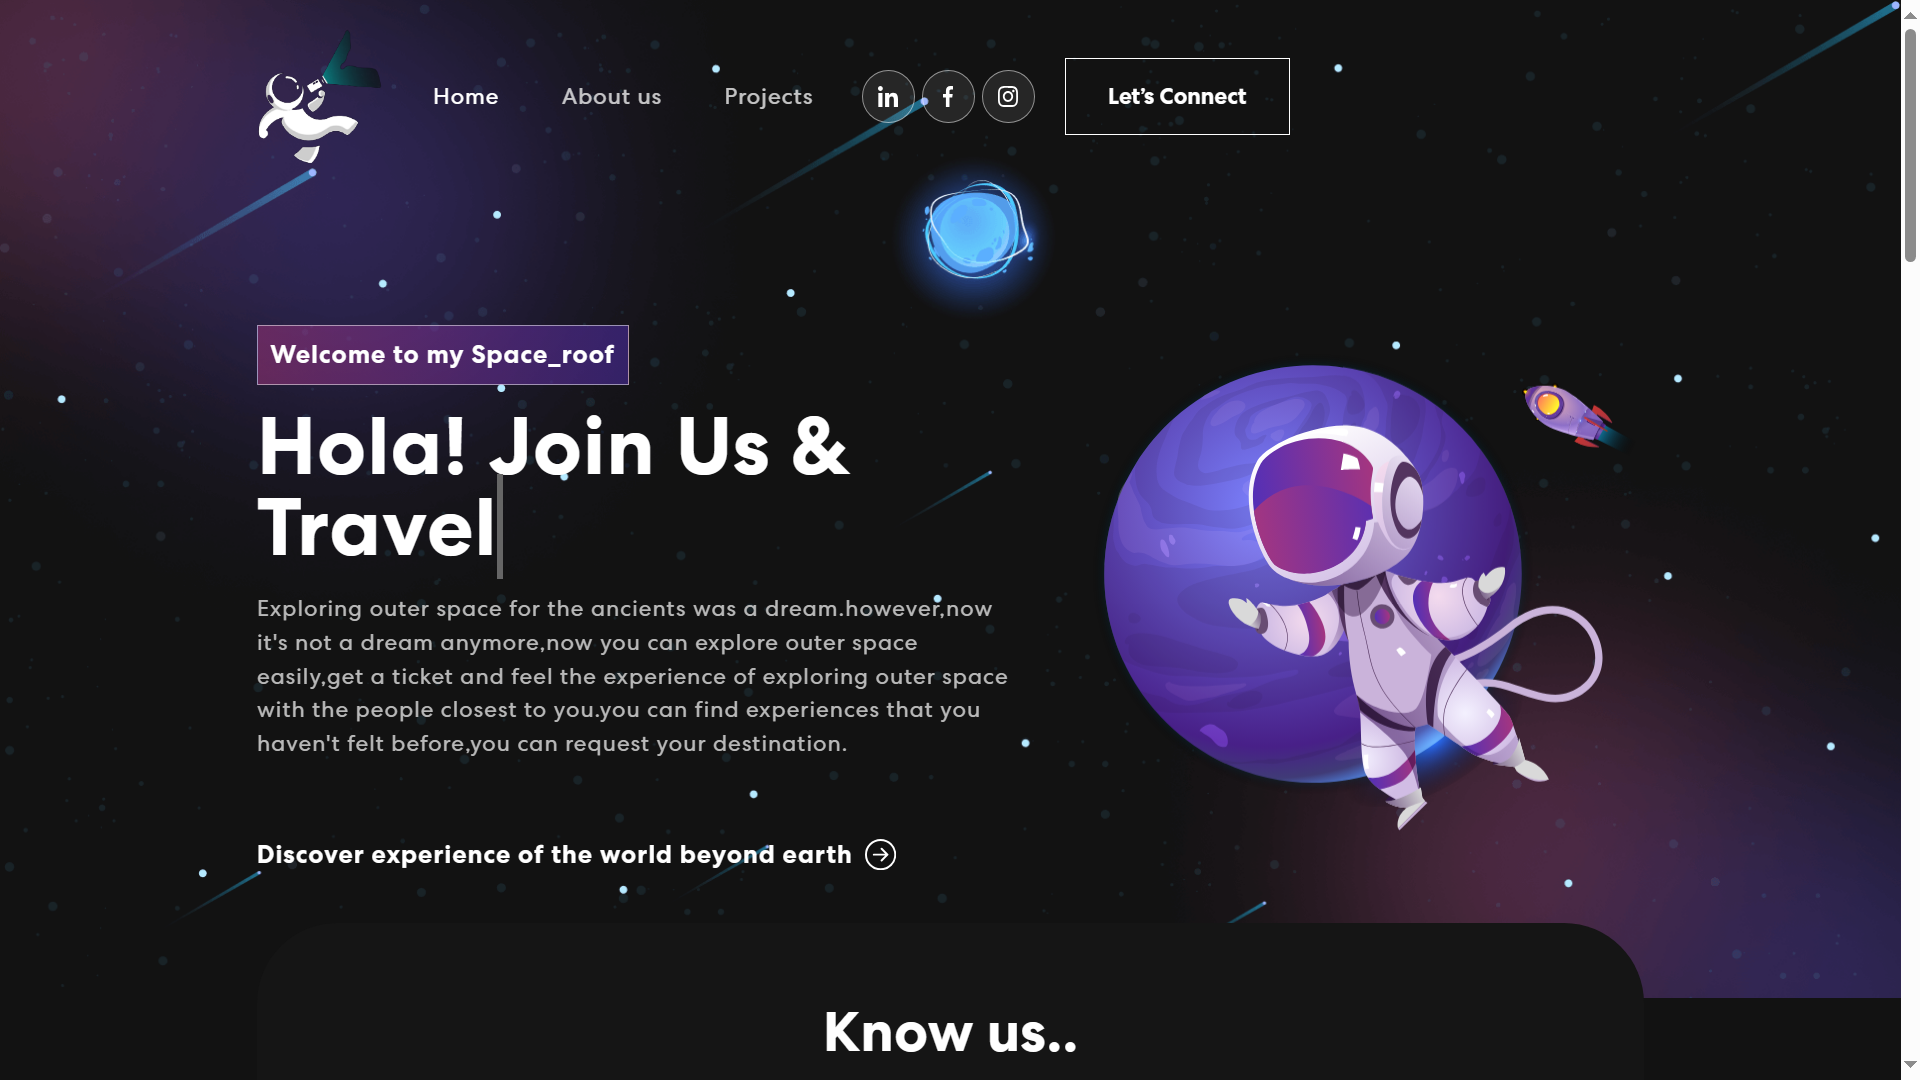 Home About us Projects in f Let's Connect
Welcome to my Space_roof
Hola! Join Us &
Travel
Exploring outer space for the ancients was a dream.however,now
it's not a dream anymore,now you can explore outer space
easily,get a ticket and feel the experience of exploring outer space
with the people closest to you.you can find experiences that you
haven't felt before,you can request your destination.
Discover experience of the world beyond earth
Know us..